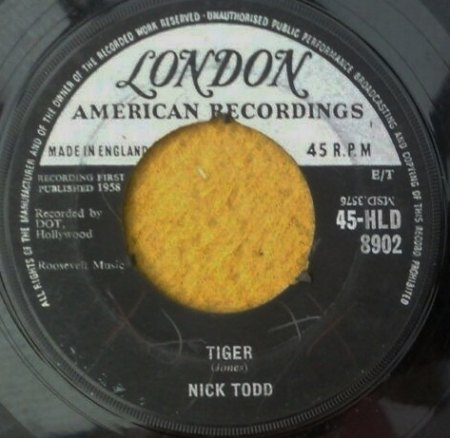 ALL RIGHTS OF THE MANUFACTURER AND OF THE OWNER OF THE RECORDED WORK RESERVED · UNAUTHORISED PUBLIC PERFORMANCE BROADCASTING AND COPYING OF THIS RECORD PROHIBITED
LONDON
AMERICAN RECORDINGS
MADE IN ENGLAND
45 R.P.M
RECORDING FIRST
PUBLISHED 1958
E/T
MSD.3576
Recorded by
DOT,
Hollywood
45-HLD
8902
Roosevelt Music
TIGER
(Jones)
NICK TODD